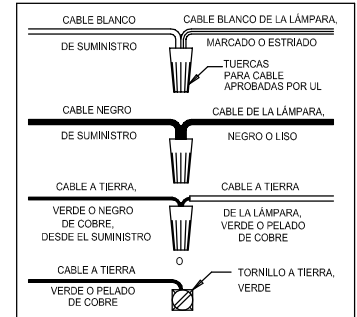 CABLE BLANCO
DE SUMINISTRO
CABLE BLANCO DE LA LÁMPARA,
MARCADO O ESTRIADO
TUERCAS
PARA CABLE
APROBADAS POR UL
CABLE NEGRO
DE SUMINISTRO
CABLE DE LA LÁMPARA,
NEGRO O LISO
CABLE A TIERRA,
VERDE O NEGRO
DE COBRE,
DESDE EL SUMINISTRO
CABLE A TIERRA
DE LA LÁMPARA,
VERDE O PELADO
DE COBRE
O
CABLE A TIERRA
VERDE O PELADO
DE COBRE
TORNILLO A TIERRA,
VERDE